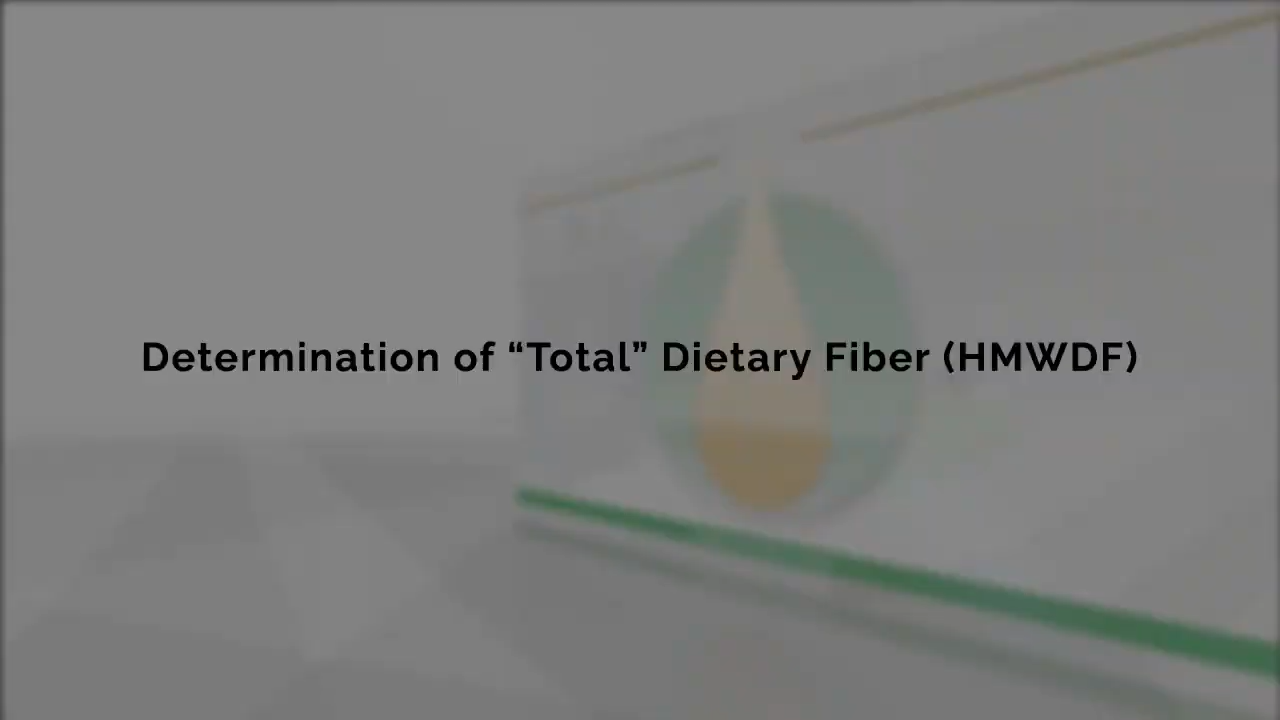 Determination of “Total” Dietary Fiber (HMWDF)